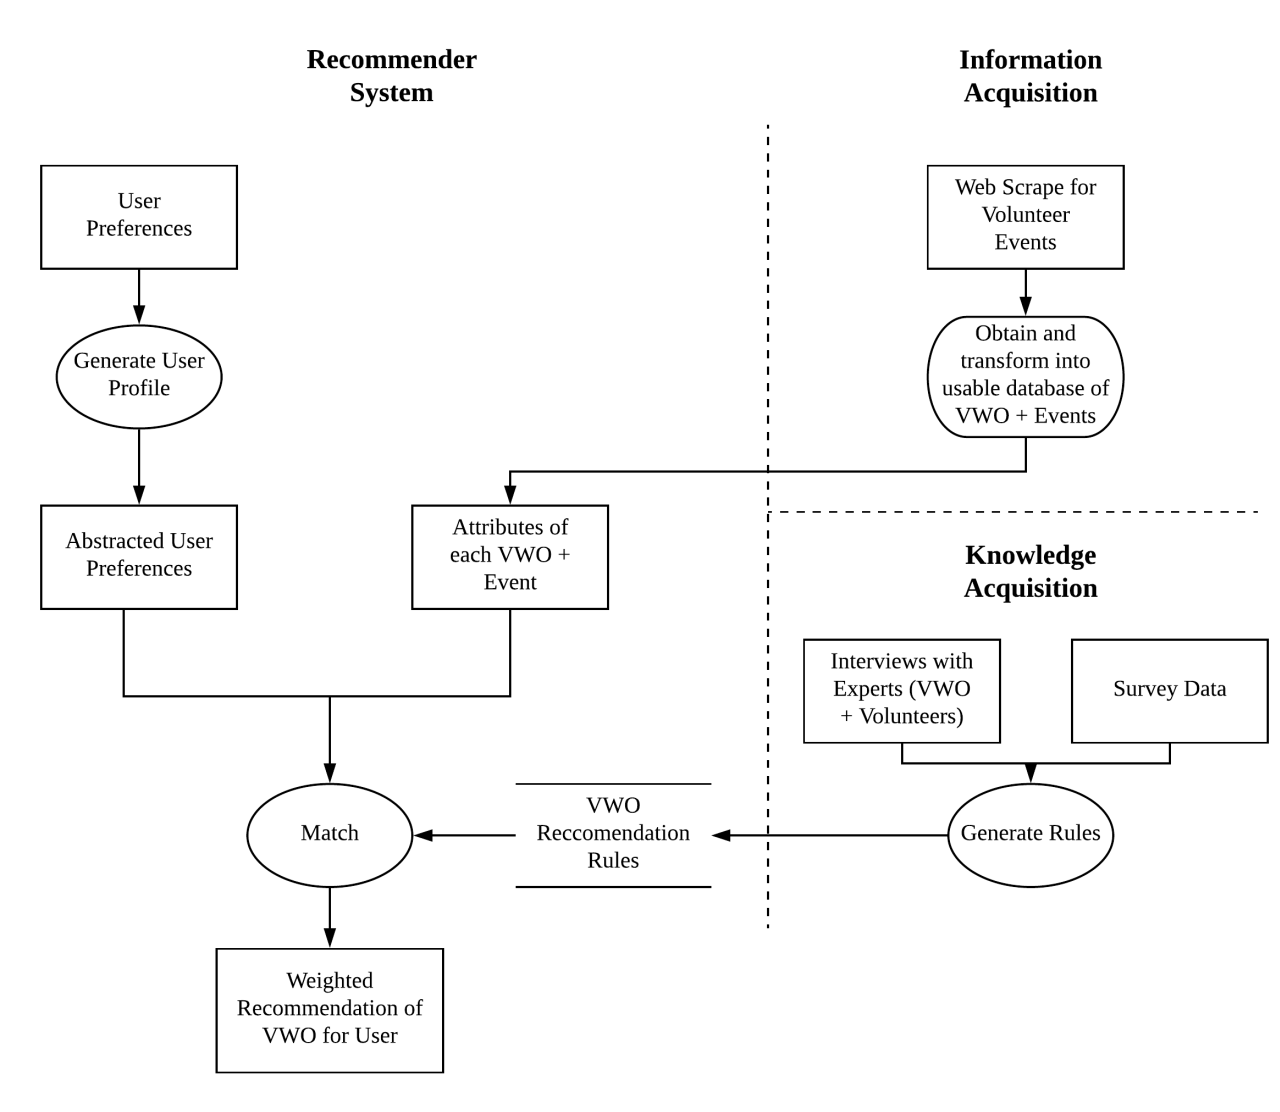 Recommender
System
Information
Acquisition
User
Preferences
Web Scrape for
Volunteer
Events
Generate User
Profile
Obtain and
transform into
usable database of
VWO + Events
Abstracted User
Preferences
Attributes of
each VWO +
Event
Knowledge
Acquisition
Interviews with
Experts (VWO
+ Volunteers)
Survey Data
Match
VWO
Reccomendation
Rules
Generate Rules
Weighted
Recommendation of
VWO for User